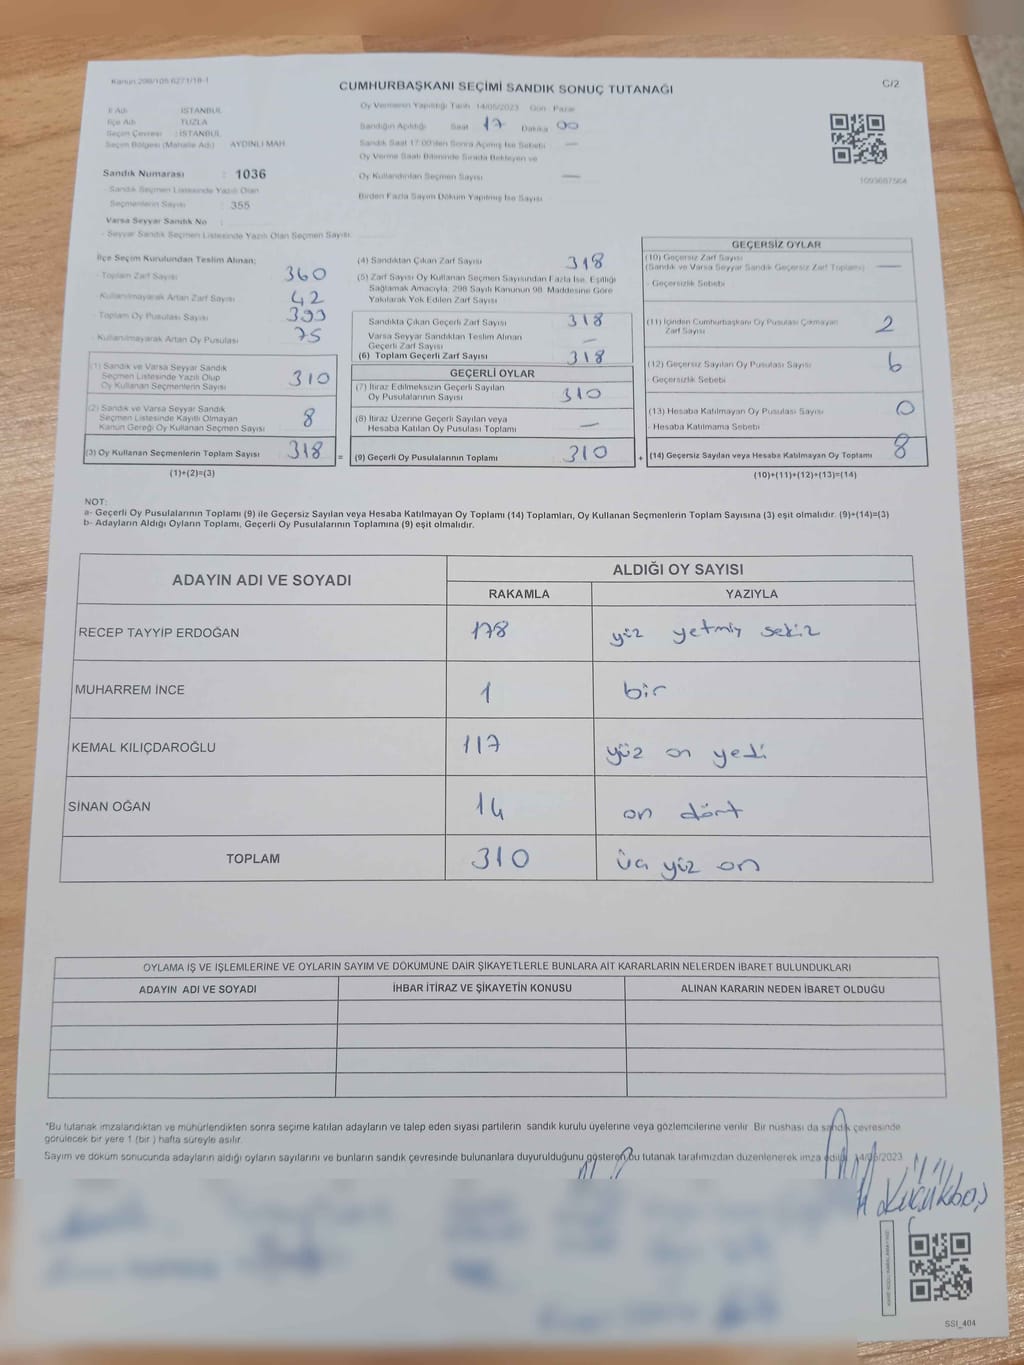 Kanun 298/105 6271/18-1
CUMHURBAŞKANI SEÇİMİ SANDIK SONUÇ TUTANAĞI
C/2
İl Adı : İSTANBUL
İlçe Adı : TUZLA
Seçim Çevresi : İSTANBUL
Seçim Bölgesi (Mahalle Adı) AYDINLI MAH.
Sandık Numarası : 1036
- Sandık Seçmen Listesinde Yazılı Olan
Seçmenlerin Sayısı : 355
Varsa Seyyar Sandık No :
- Seyyar Sandık Seçmen Listesinde Yazılı Olan Seçmen Sayısı:
Oy Vermenin Yapıldığı Tarih 14/05/2023 Gün Pazar
Sandığın Açıldığı Saat 17 Dakika 00
Sandık Saat 17:00'den Sonra Açılmış İse Sebebi —
Oy Verme Saati Bitiminde Sırada Bekleyen ve
Oy Kullandırılan Seçmen Sayısı —
Birden Fazla Sayım Döküm Yapılmış İse Sayısı
1093687564
İlçe Seçim Kurulundan Teslim Alınan;
- Toplam Zarf Sayısı 360
- Kullanılmayarak Artan Zarf Sayısı 42
- Toplam Oy Pusulası Sayısı 399
- Kullanılmayarak Artan Oy Pusulası 75
(1) Sandık ve Varsa Seyyar Sandık
Seçmen Listesinde Yazılı Olup
Oy Kullanan Seçmenlerin Sayısı 310
(2) Sandık ve Varsa Seyyar Sandık
Seçmen Listesinde Kayıtlı Olmayan
Kanun Gereği Oy Kullanan Seçmen Sayısı 8
(3) Oy Kullanan Seçmenlerin Toplam Sayısı 318
(1)+(2)=(3)
=
(4) Sandıktan Çıkan Zarf Sayısı 318
(5) Zarf Sayısı Oy Kullanan Seçmen Sayısından Fazla İse, Eşitliği
Sağlamak Amacıyla, 298 Sayılı Kanunun 98. Maddesine Göre
Yakılarak Yok Edilen Zarf Sayısı
Sandıkta Çıkan Geçerli Zarf Sayısı 318
Varsa Seyyar Sandıktan Teslim Alınan
Geçerli Zarf Sayısı —
(6) Toplam Geçerli Zarf Sayısı 318
GEÇERLİ OYLAR
(7) İtiraz Edilmeksizin Geçerli Sayılan
Oy Pusulalarının Sayısı 310
(8) İtiraz Üzerine Geçerli Sayılan veya
Hesaba Katılan Oy Pusulası Toplamı —
(9) Geçerli Oy Pusulalarının Toplamı 310
+
GEÇERSİZ OYLAR
(10) Geçersiz Zarf Sayısı
(Sandık ve Varsa Seyyar Sandık Geçersiz Zarf Toplamı) —
- Geçersizlik Sebebi
(11) İçinden Cumhurbaşkanı Oy Pusulası Çıkmayan
Zarf Sayısı 2
(12) Geçersiz Sayılan Oy Pusulası Sayısı 6
- Geçersizlik Sebebi
(13) Hesaba Katılmayan Oy Pusulası Sayısı 0
- Hesaba Katılmama Sebebi
(14) Geçersiz Sayılan veya Hesaba Katılmayan Oy Toplamı 8
(10)+(11)+(12)+(13)=(14)
NOT:
a- Geçerli Oy Pusulalarının Toplamı (9) ile Geçersiz Sayılan veya Hesaba Katılmayan Oy Toplamı (14) Toplamları, Oy Kullanan Seçmenlerin Toplam Sayısına (3) eşit olmalıdır. (9)+(14)=(3)
b- Adayların Aldığı Oyların Toplamı, Geçerli Oy Pusulalarının Toplamına (9) eşit olmalıdır.
ADAYIN ADI VE SOYADI
ALDIĞI OY SAYISI
RAKAMLA YAZIYLA
RECEP TAYYİP ERDOĞAN 178 yüz yetmiş sekiz
MUHARREM İNCE 1 bir
KEMAL KILIÇDAROĞLU 117 yüz on yedi
SİNAN OĞAN 14 on dört
TOPLAM 310 üç yüz on
OYLAMA İŞ VE İŞLEMLERİNE VE OYLARIN SAYIM VE DÖKÜMÜNE DAİR ŞİKAYETLERLE BUNLARA AİT KARARLARIN NELERDEN İBARET BULUNDUKLARI
ADAYIN ADI VE SOYADI İHBAR İTİRAZ VE ŞİKAYETİN KONUSU ALINAN KARARIN NEDEN İBARET OLDUĞU
*Bu tutanak imzalandıktan ve mühürlendikten sonra seçime katılan adayların ve talep eden siyasi partilerin sandık kurulu üyelerine veya gözlemcilerine verilir. Bir nüshası da sandık çevresinde
görülecek bir yere 1 (bir ) hafta süreyle asılır.
Sayım ve döküm sonucunda adayların aldığı oyların sayılarını ve bunların sandık çevresinde bulunanlara duyurulduğunu gösteren bu tutanak tarafımızdan düzenlenerek imza edildi. 14/05/2023
Küçükbaş
SSI_404